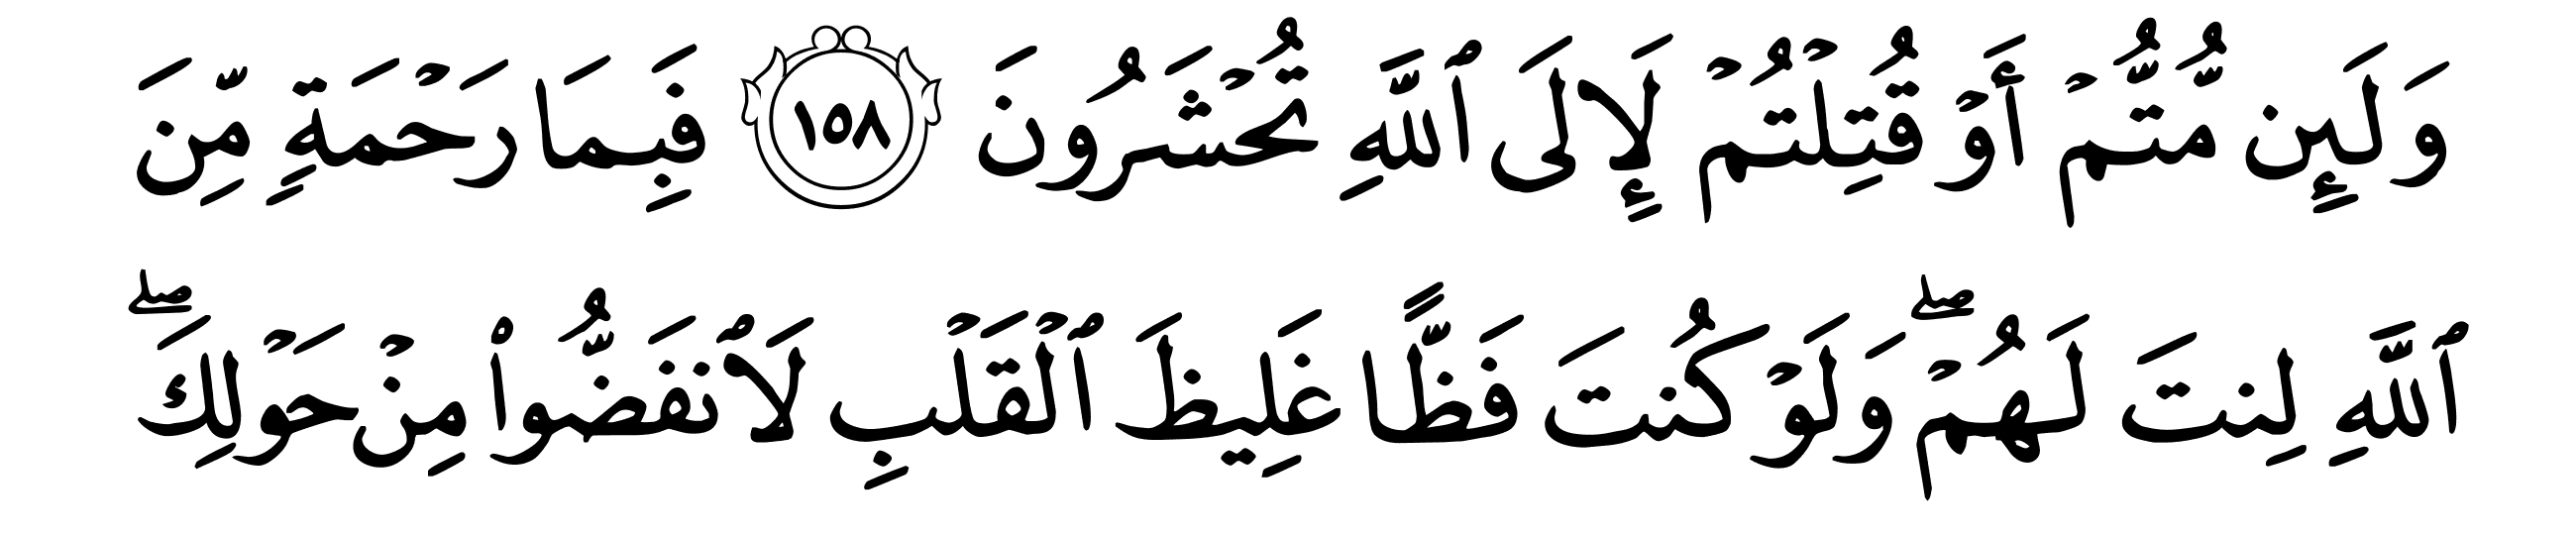 وَلَئِن مُّتُّمۡ أَوۡ قُتِلۡتُمۡ لَإِلَى ٱللَّهِ تُحۡشَرُونَ ١٥٨ فَبِمَا رَحۡمَةٖ مِّنَ
ٱللَّهِ لِنتَ لَهُمۡۖ وَلَوۡ كُنتَ فَظًّا غَلِيظَ ٱلۡقَلۡبِ لَٱنفَضُّواْ مِنۡ حَوۡلِكَۖ